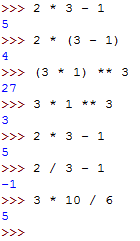 >>> 2 * 3 - 1
5
>>> 2 * (3 - 1)
4
>>> (3 * 1) ** 3
27
>>> 3 * 1 ** 3
3
>>> 2 * 3 - 1
5
>>> 2 / 3 - 1
-1
>>> 3 * 10 / 6
5
>>>